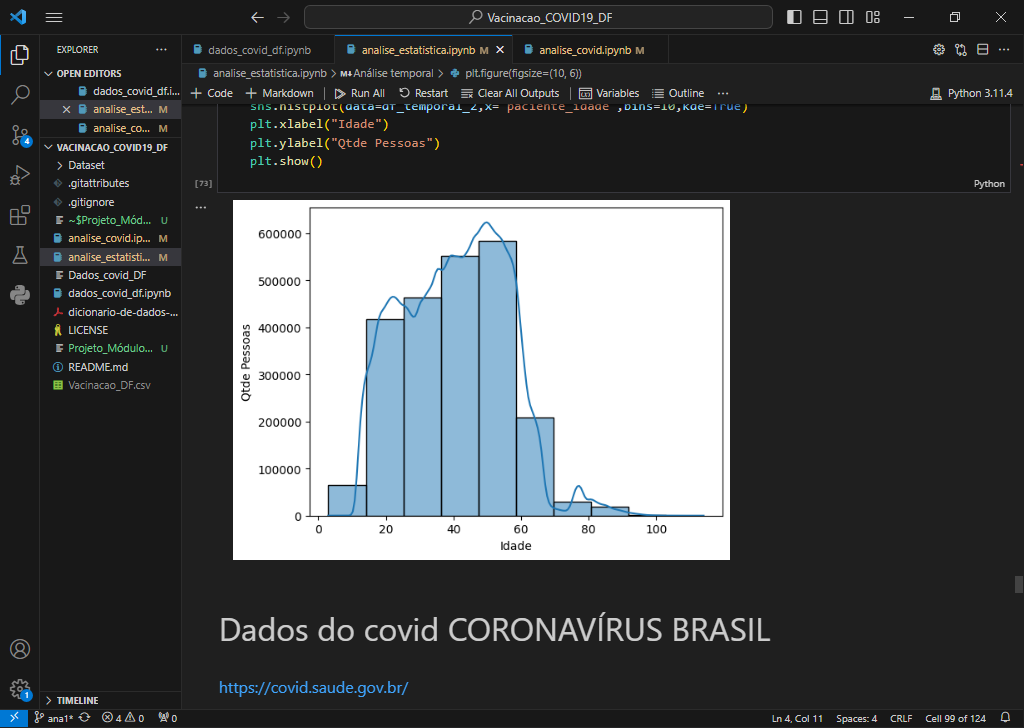 Vacinacao_COVID19_DF
EXPLORER
OPEN EDITORS
dados_covid_df.i...
analise_est... M
analise_co... M
VACINACAO_COVID19_DF
Dataset
.gitattributes
.gitignore
~$Projeto_Mód... U
analise_covid.ip... M
analise_estatisti... M
Dados_covid_DF
dados_covid_df.ipynb
dicionario-de-dados-...
LICENSE
Projeto_Módulo... U
README.md
Vacinacao_DF.csv
TIMELINE
4
1
dados_covid_df.ipynb
analise_estatistica.ipynb M
analise_covid.ipynb M
analise_estatistica.ipynb > M↓Análise temporal > plt.figure(figsize=(10, 6))
+ Code + Markdown Run All Restart Clear All Outputs Variables Outline ... Python 3.11.4
sns.histplot(data=df_temporal_2,x="paciente_idade",bins=10,kde=True)
plt.xlabel("Idade")
plt.ylabel("Qtde Pessoas")
plt.show()
[73]
Python
Qtde Pessoas
600000
500000
400000
300000
200000
100000
0
0 20 40 60 80 100
Idade
Dados do covid CORONAVÍRUS BRASIL
https://covid.saude.gov.br/
ana1* 4 0 0 Ln 4, Col 11 Spaces: 4 CRLF Cell 99 of 124